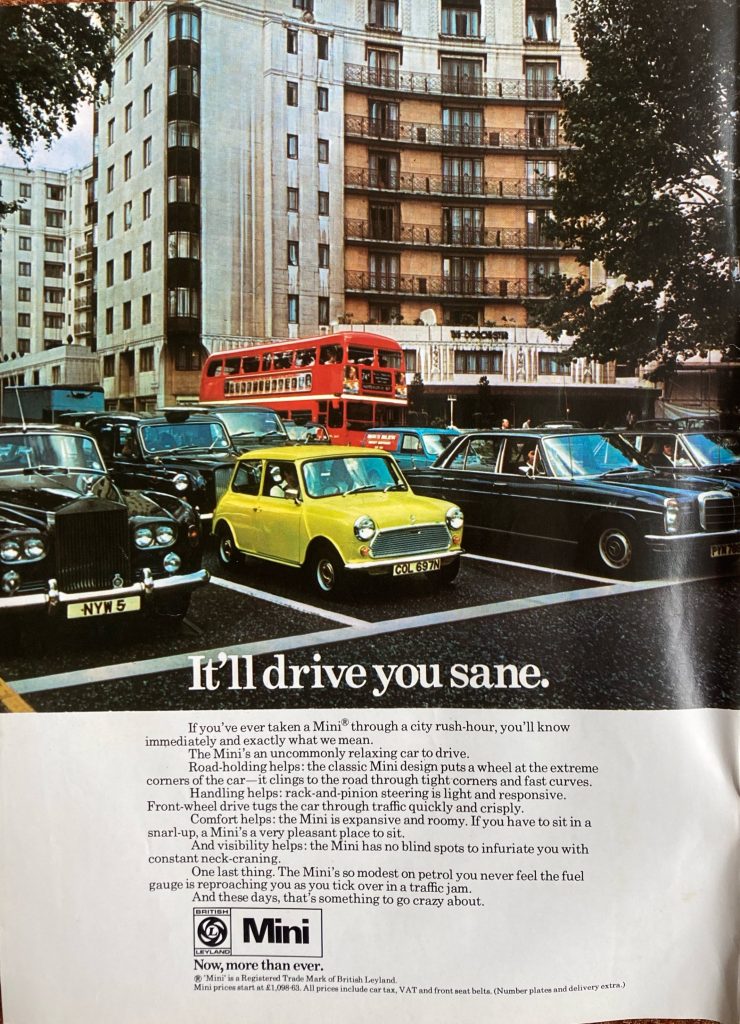 THE DORCHESTER
NYW 5
COL 697N
It'll drive you sane.
If you've ever taken a Mini® through a city rush-hour, you'll know
immediately and exactly what we mean.
The Mini's an uncommonly relaxing car to drive.
Road-holding helps: the classic Mini design puts a wheel at the extreme
corners of the car—it clings to the road through tight corners and fast curves.
Handling helps: rack-and-pinion steering is light and responsive.
Front-wheel drive tugs the car through traffic quickly and crisply.
Comfort helps: the Mini is expansive and roomy. If you have to sit in a
snarl-up, a Mini's a very pleasant place to sit.
And visibility helps: the Mini has no blind spots to infuriate you with
constant neck-craning.
One last thing. The Mini's so modest on petrol you never feel the fuel
gauge is reproaching you as you tick over in a traffic jam.
And these days, that's something to go crazy about.
BRITISH
LEYLAND
Mini
Now, more than ever.
® 'Mini' is a Registered Trade Mark of British Leyland.
Mini prices start at £1,098·63. All prices include car tax, VAT and front seat belts. (Number plates and delivery extra.)